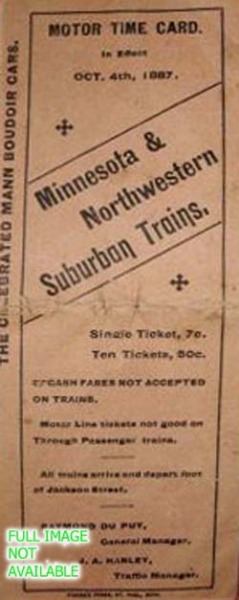 THE CELEBRATED MANN BOUDOIR CARS.
MOTOR TIME CARD.
In Effect
OCT. 4th, 1887.
Minnesota &
Northwestern
Suburban Trains.
Single Ticket, 7c.
Ten Tickets, 50c.
☞CASH FARES NOT ACCEPTED
ON TRAINS.
Motor Line tickets not good on
Through Passenger trains.
All trains arrive and depart foot
of Jackson Street.
RAYMOND DU PUY,
General Manager.
J. A. HANLEY,
Traffic Manager.
FULL IMAGE
NOT
AVAILABLE